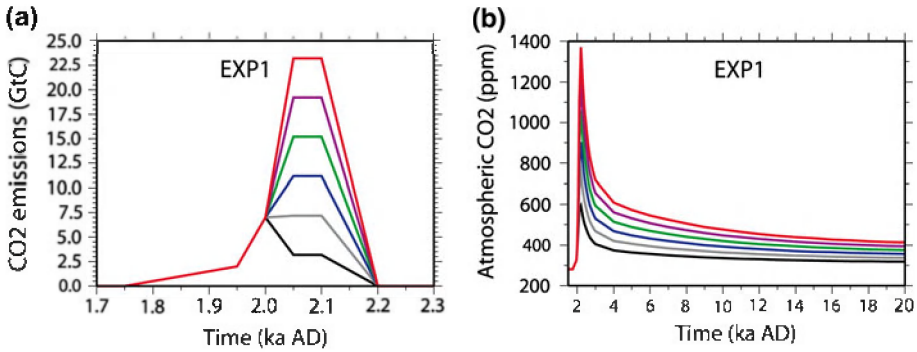 (a)
CO2 emissions (GtC)
25.0
22.5
20.0
17.5
15.0
12.5
10.0
7.5
5.0
2.5
0.0
EXP1
1.7 1.8 1.9 2.0 2.1 2.2 2.3
Time (ka AD)
(b)
Atmospheric CO2 (ppm)
1400
1200
1000
800
600
400
200
EXP1
2 4 6 8 10 12 14 16 18 20
Time (ka AD)